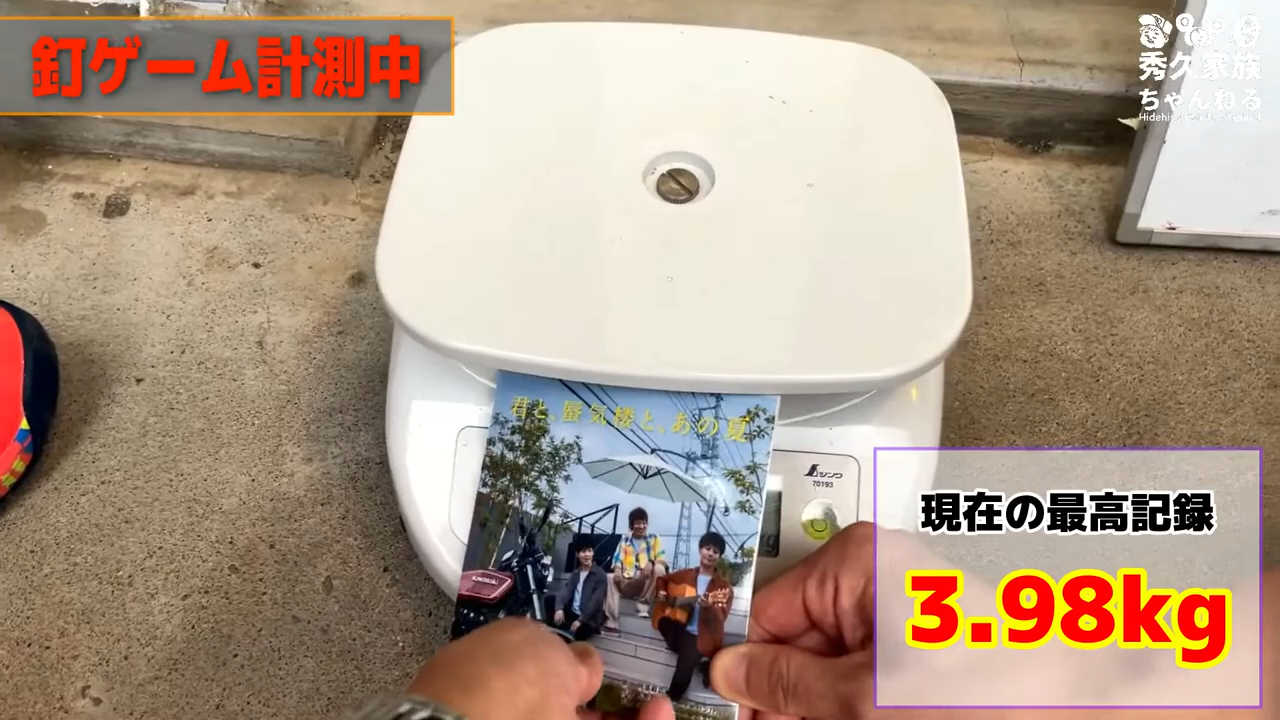 釘ゲーム計測中
秀久家族
ちゃんねる
君と、蜃気楼と、あの夏
シンワ
70193
KAWASAKI
現在の最高記録
3.98kg